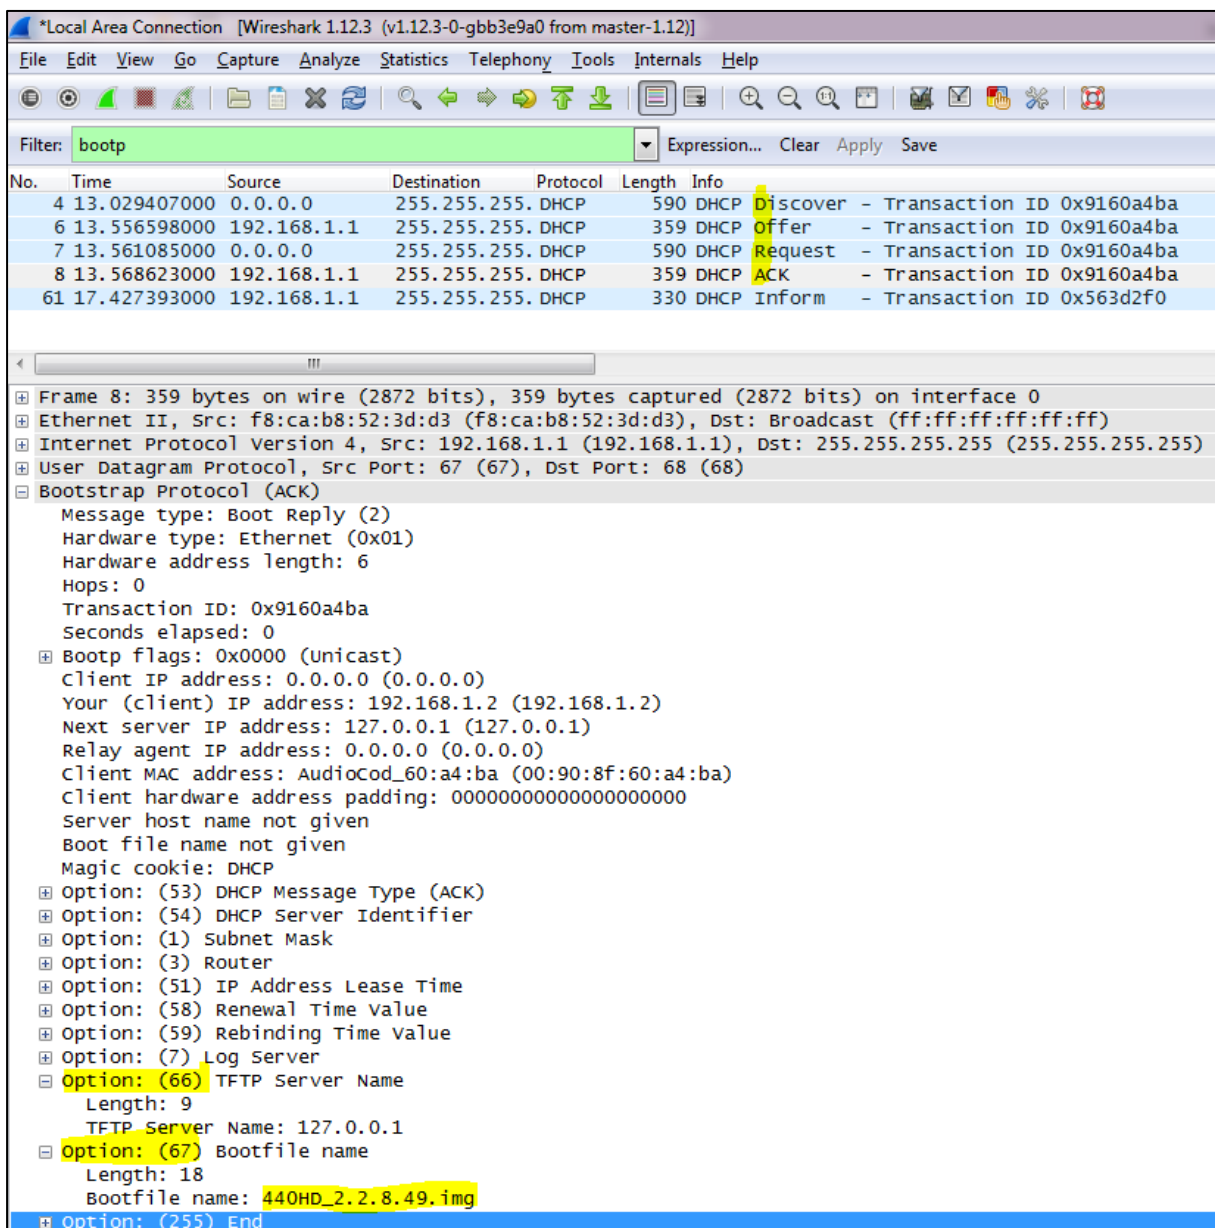 *Local Area Connection [Wireshark 1.12.3 (v1.12.3-0-gbb3e9a0 from master-1.12)]
File Edit View Go Capture Analyze Statistics Telephony Tools Internals Help
Filter: bootp Expression... Clear Apply Save
No. Time Source Destination Protocol Length Info
4 13.029407000 0.0.0.0 255.255.255. DHCP 590 DHCP Discover - Transaction ID 0x9160a4ba
6 13.556598000 192.168.1.1 255.255.255. DHCP 359 DHCP Offer - Transaction ID 0x9160a4ba
7 13.561085000 0.0.0.0 255.255.255. DHCP 590 DHCP Request - Transaction ID 0x9160a4ba
8 13.568623000 192.168.1.1 255.255.255. DHCP 359 DHCP ACK - Transaction ID 0x9160a4ba
61 17.427393000 192.168.1.1 255.255.255. DHCP 330 DHCP Inform - Transaction ID 0x563d2f0
Frame 8: 359 bytes on wire (2872 bits), 359 bytes captured (2872 bits) on interface 0
Ethernet II, Src: f8:ca:b8:52:3d:d3 (f8:ca:b8:52:3d:d3), Dst: Broadcast (ff:ff:ff:ff:ff:ff)
Internet Protocol Version 4, Src: 192.168.1.1 (192.168.1.1), Dst: 255.255.255.255 (255.255.255.255)
User Datagram Protocol, Src Port: 67 (67), Dst Port: 68 (68)
Bootstrap Protocol (ACK)
Message type: Boot Reply (2)
Hardware type: Ethernet (0x01)
Hardware address length: 6
Hops: 0
Transaction ID: 0x9160a4ba
Seconds elapsed: 0
Bootp flags: 0x0000 (Unicast)
Client IP address: 0.0.0.0 (0.0.0.0)
Your (client) IP address: 192.168.1.2 (192.168.1.2)
Next server IP address: 127.0.0.1 (127.0.0.1)
Relay agent IP address: 0.0.0.0 (0.0.0.0)
Client MAC address: AudioCod_60:a4:ba (00:90:8f:60:a4:ba)
Client hardware address padding: 00000000000000000000
Server host name not given
Boot file name not given
Magic cookie: DHCP
Option: (53) DHCP Message Type (ACK)
Option: (54) DHCP Server Identifier
Option: (1) Subnet Mask
Option: (3) Router
Option: (51) IP Address Lease Time
Option: (58) Renewal Time Value
Option: (59) Rebinding Time Value
Option: (7) Log Server
Option: (66) TFTP Server Name
Length: 9
TFTP Server Name: 127.0.0.1
Option: (67) Bootfile name
Length: 18
Bootfile name: 440HD_2.2.8.49.img
Option: (255) End